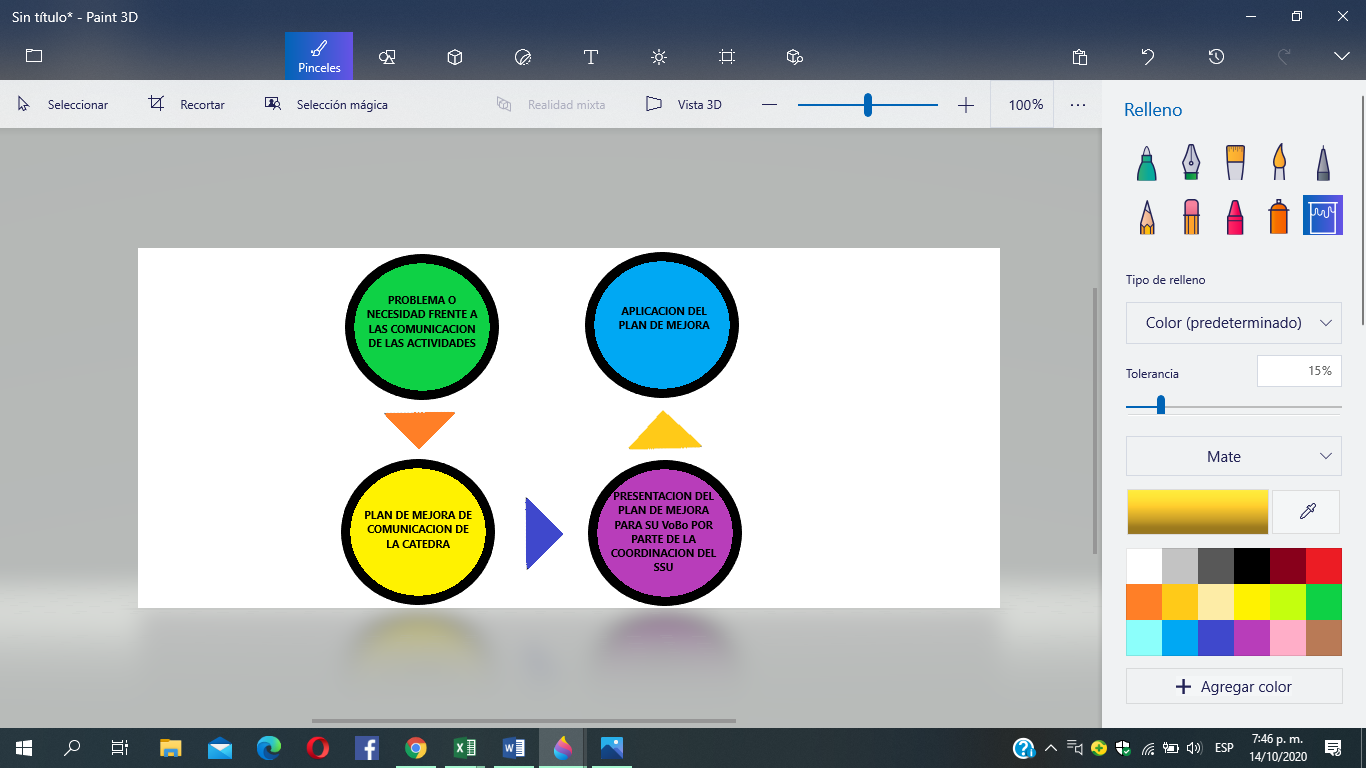 Sin título* - Paint 3D
Pinceles
Seleccionar
Recortar
Selección mágica
Realidad mixta
Vista 3D
100%
Relleno
Tipo de relleno
Color (predeterminado)
Tolerancia
15%
Mate
Agregar color
PROBLEMA O
NECESIDAD FRENTE A
LAS COMUNICACION
DE LAS ACTIVIDADES
APLICACION DEL
PLAN DE MEJORA
PLAN DE MEJORA DE
COMUNICACION DE
LA CATEDRA
PRESENTACION DEL
PLAN DE MEJORA
PARA SU VoBo POR
PARTE DE LA
COORDINACION DEL
SSU
ESP
7:46 p. m.
14/10/2020